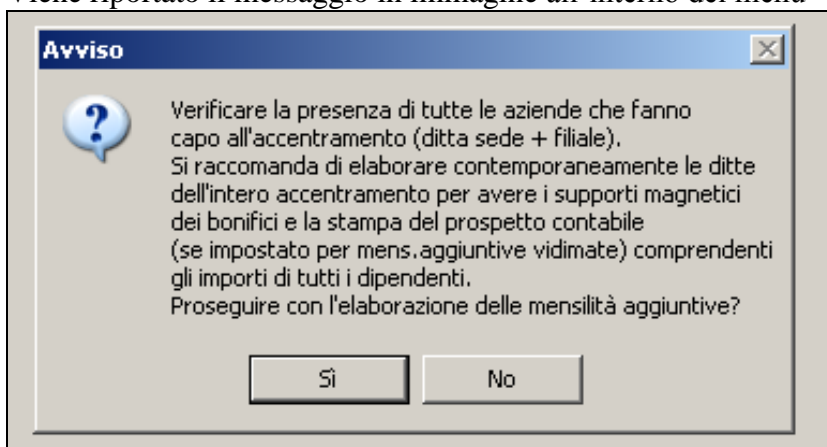 Viene riportato il messaggio in immagine all'interno del menù
Avviso
Verificare la presenza di tutte le aziende che fanno
capo all'accentramento (ditta sede + filiale).
Si raccomanda di elaborare contemporaneamente le ditte
dell'intero accentramento per avere i supporti magnetici
dei bonifici e la stampa del prospetto contabile
(se impostato per mens.aggiuntive vidimate) comprendenti
gli importi di tutti i dipendenti.
Proseguire con l'elaborazione delle mensilità aggiuntive?
Sì No